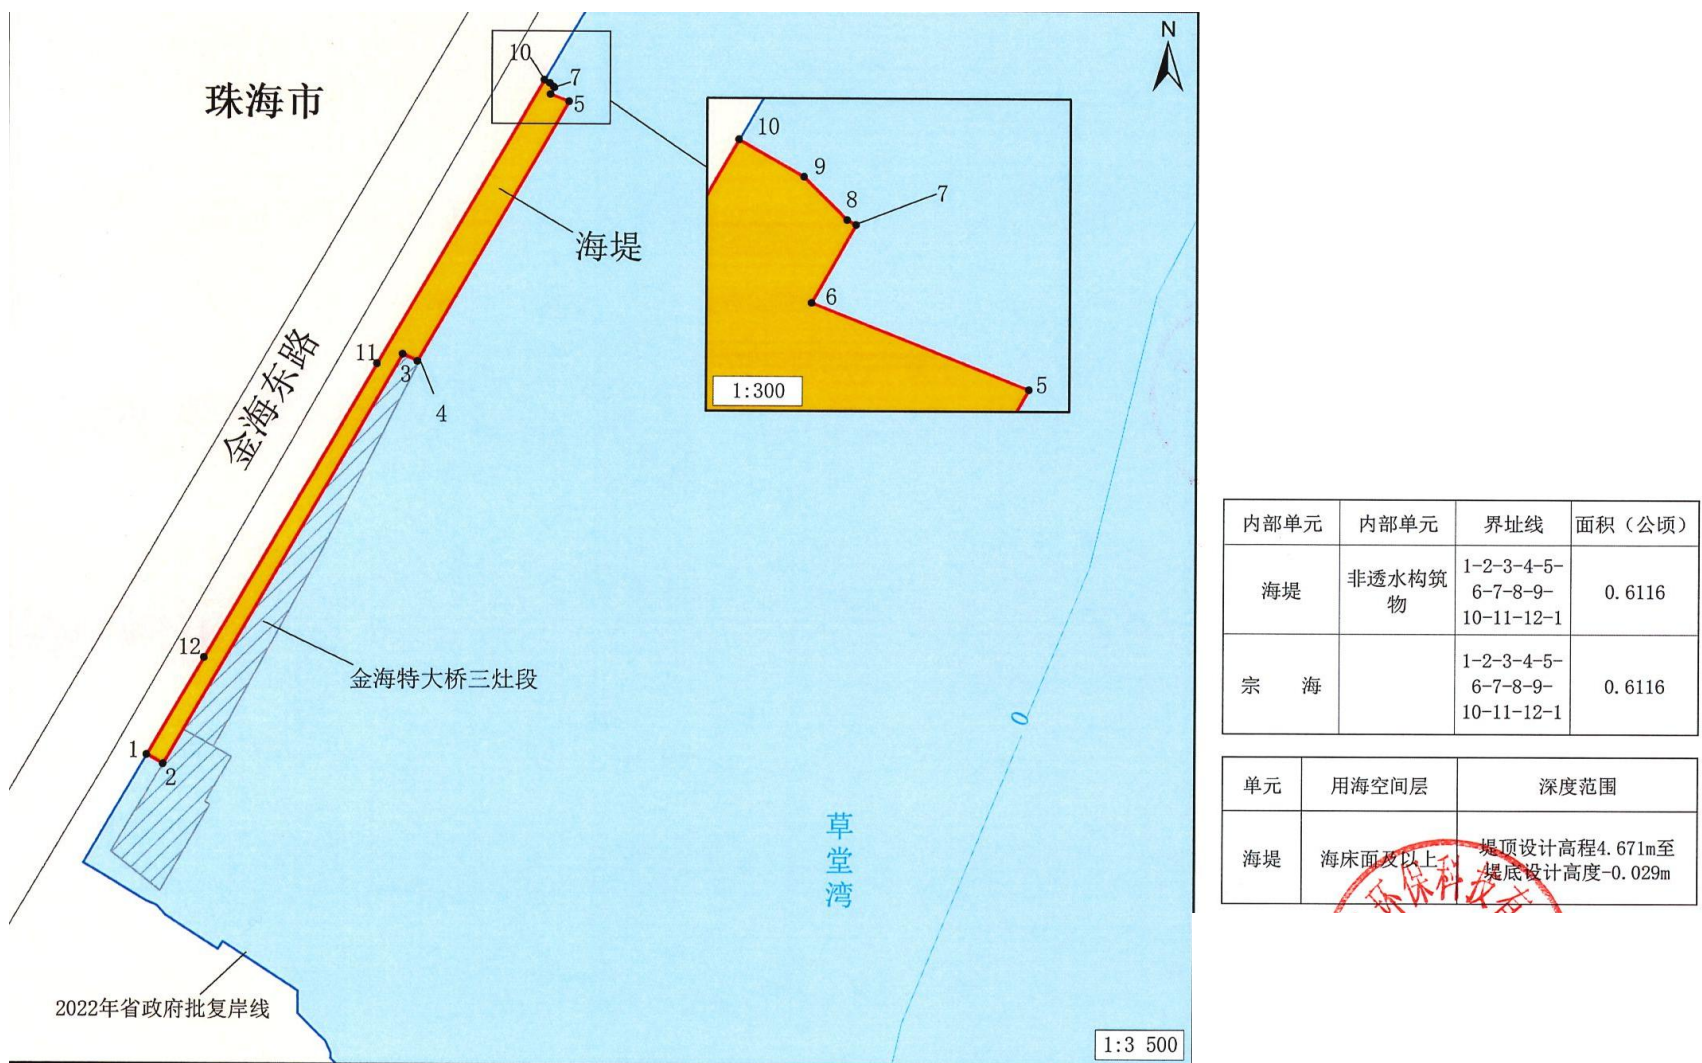 珠海市
N
10
7
5
海堤
10
9
8
7
6
5
1:300
11
3
4
金海东路
12
金海特大桥三灶段
1
2
0
草堂湾
2022年省政府批复岸线
1:3 500
内部单元 内部单元 界址线 面积（公顷）
海堤 非透水构筑物 1-2-3-4-5-
6-7-8-9-
10-11-12-1 0.6116
宗 海 1-2-3-4-5-
6-7-8-9-
10-11-12-1 0.6116
单元 用海空间层 深度范围
海堤 海床面及以上 堤顶设计高程4.671m至
堤底设计高度-0.029m
环保科技有